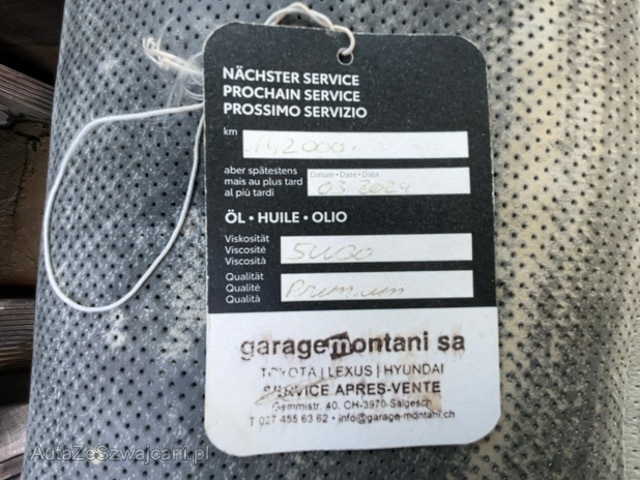 NÄCHSTER SERVICE
PROCHAIN SERVICE
PROSSIMO SERVIZIO
km
142000.
aber spätestens
mais au plus tard
al più tardi
Datum • Date • Data
03 2024
ÖL • HUILE • OLIO
Viskosität
Viscosité
Viscosità
5W30
Qualität
Qualité
Qualità
Premium
garagemontani sa
TOYOTA | LEXUS | HYUNDAI
SERVICE APRES-VENTE
Gemmistr. 40, CH-3970 Salgesch
T 027 455 63 62 • info@garage-montani.ch
AutaZeSzwajcarii.pl